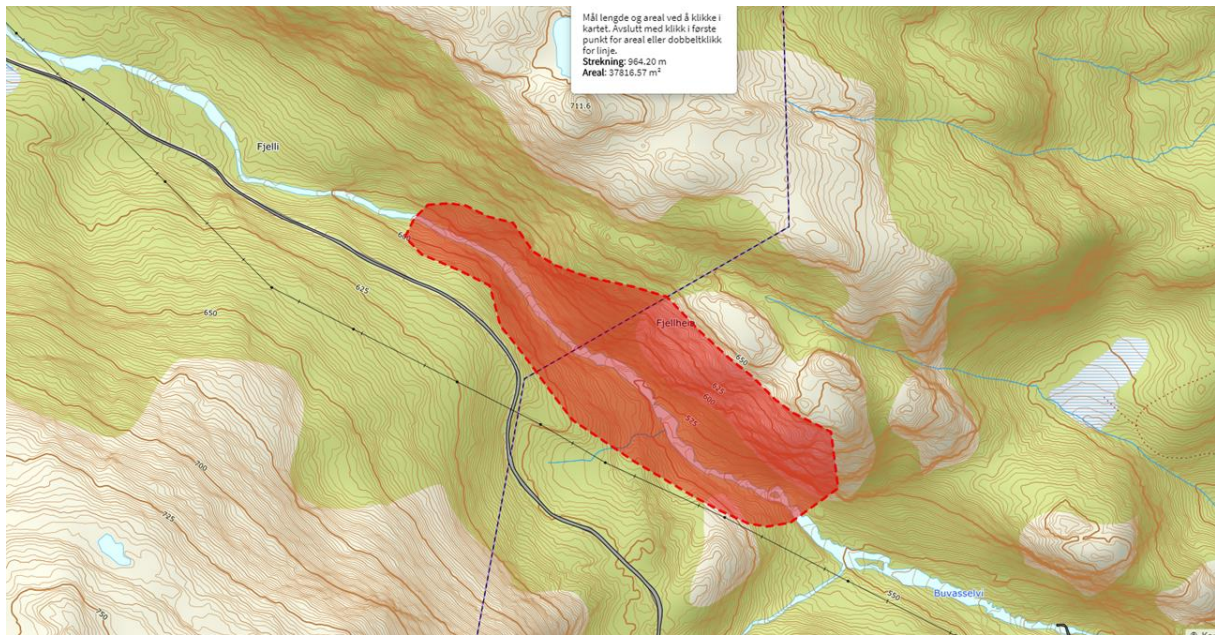 Mål lengde og areal ved å klikke i
kartet. Avslutt med klikk i første
punkt for areal eller dobbeltklikk
for linje.
Strekning: 964.20 m
Areal: 37816.57 m²
711.6
Fjelli
625
650
Fjellheim
650
625
600
575
700
725
750
550
Buvasselvi